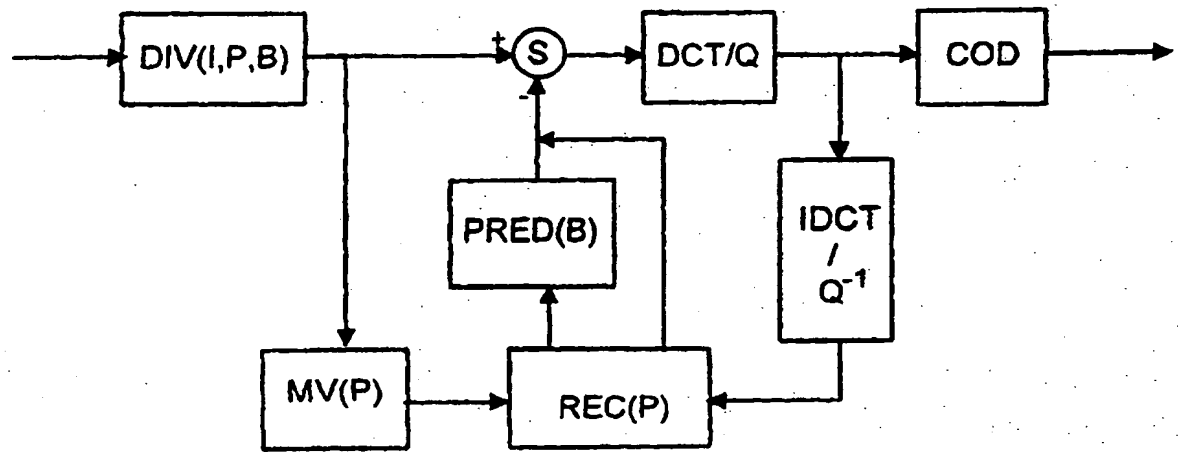 DIV(I,P,B)
+
S
-
DCT/Q
COD
PRED(B)
IDCT
/
Q⁻¹
MV(P)
REC(P)